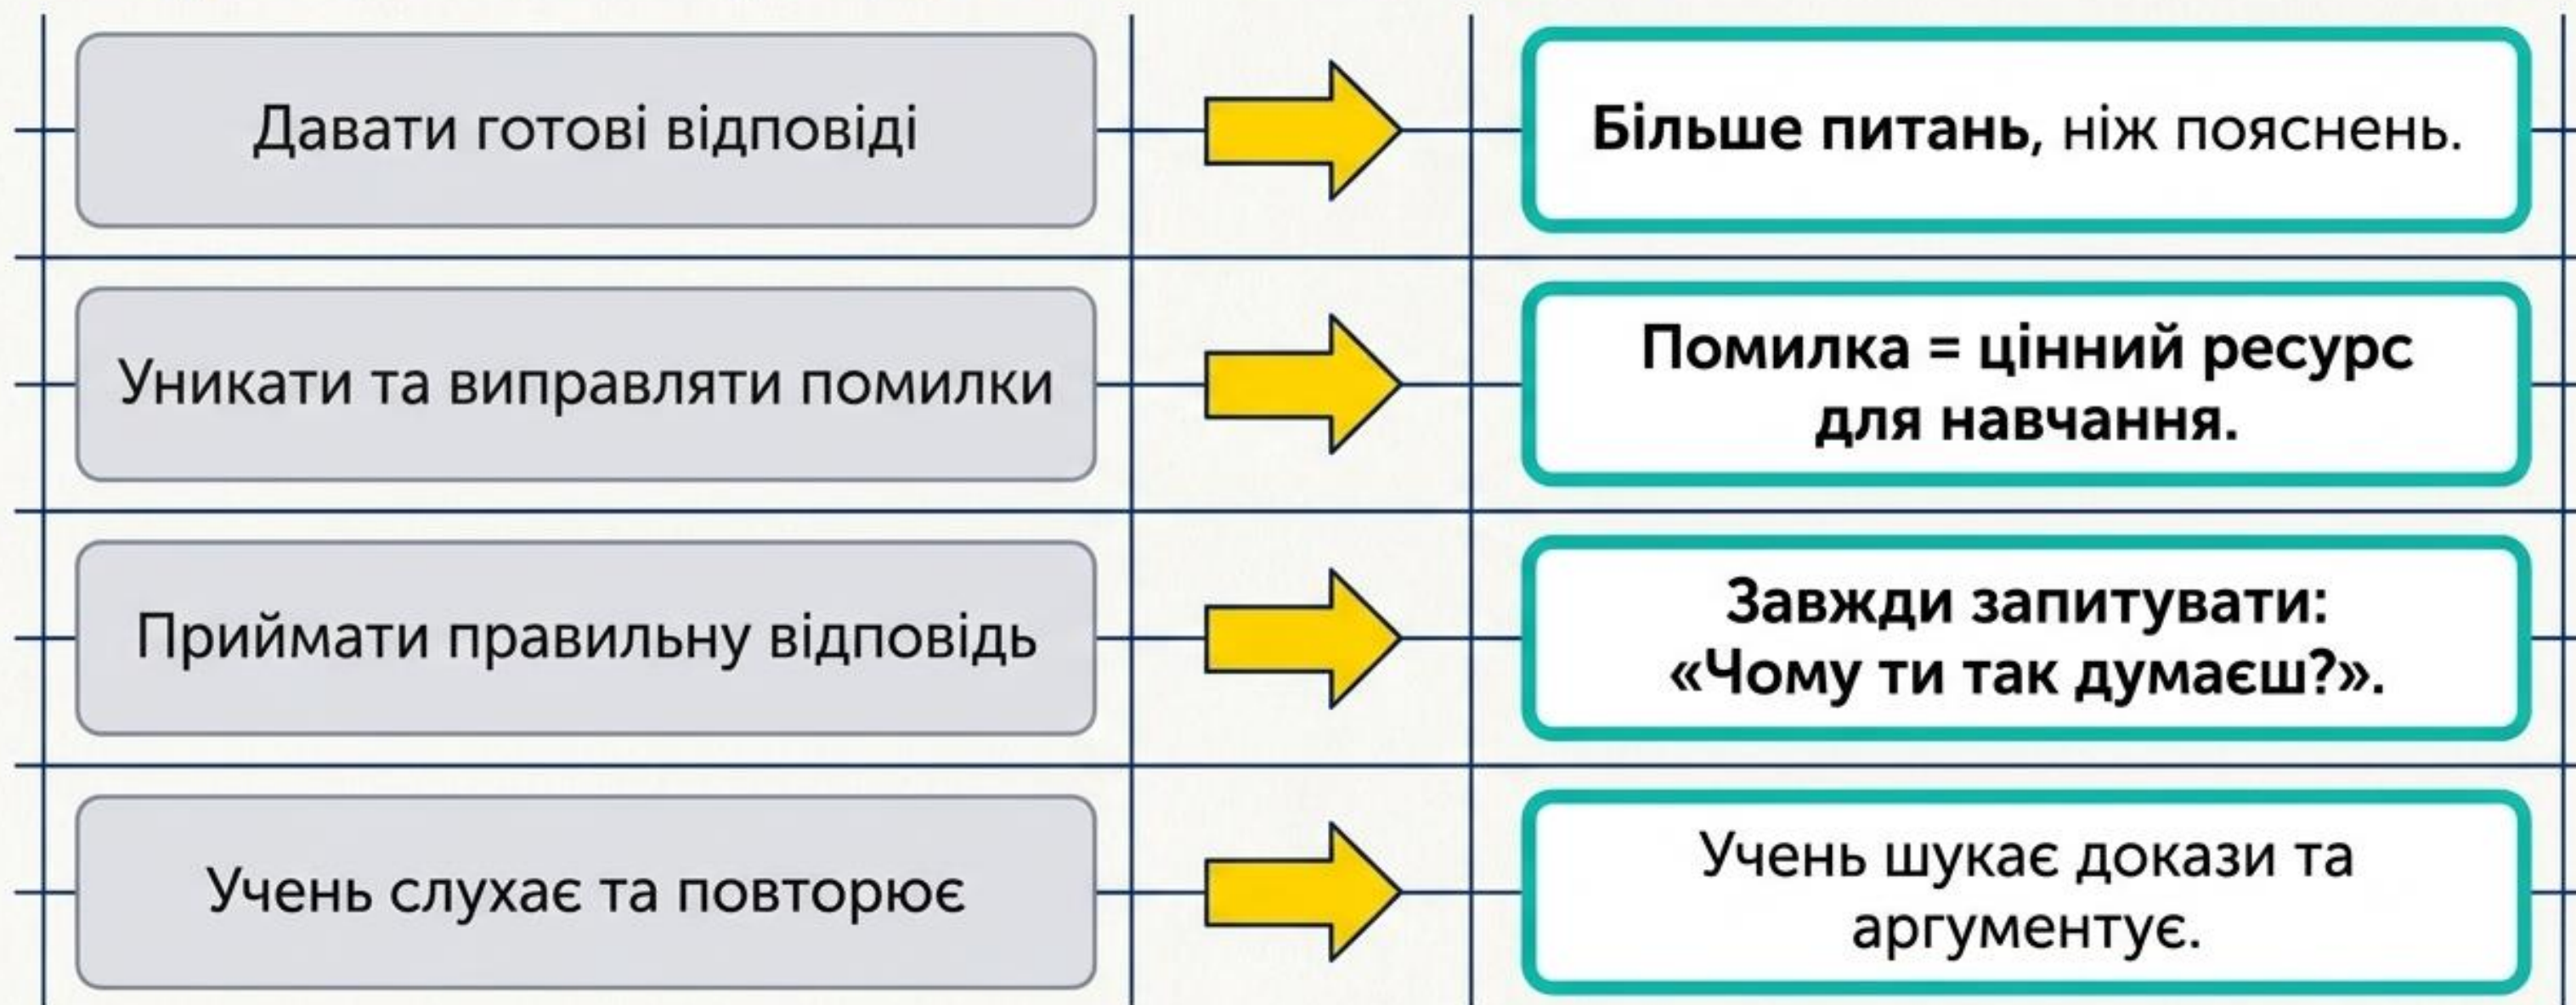 Давати готові відповіді
Більше питань, ніж пояснень.
Уникати та виправляти помилки
Помилка = цінний ресурс
для навчання.
Приймати правильну відповідь
Завжди запитувати:
«Чому ти так думаєш?».
Учень слухає та повторює
Учень шукає докази та
аргументує.